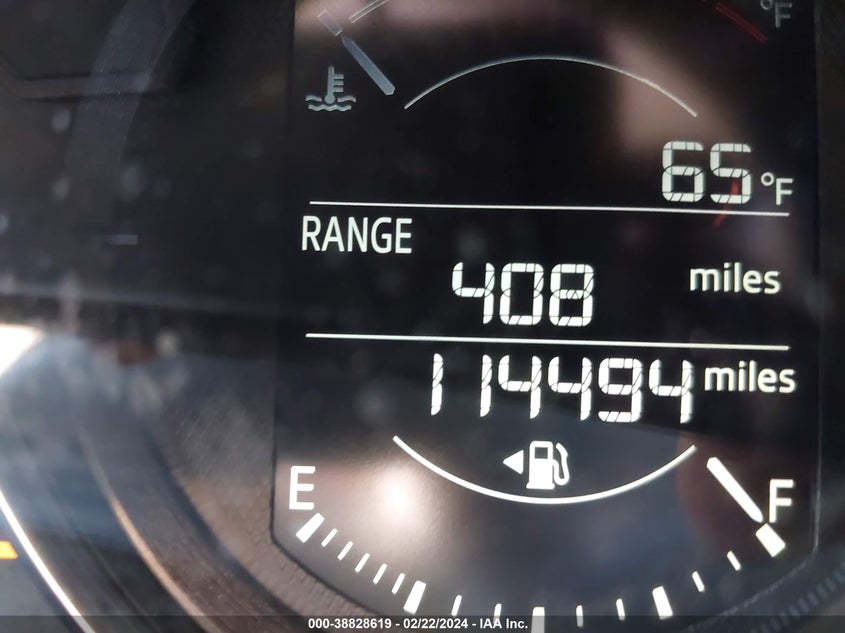 °F
65 °F
RANGE
408 miles
114494 miles
E F
000-38828619 - 02/22/2024 - IAA Inc.